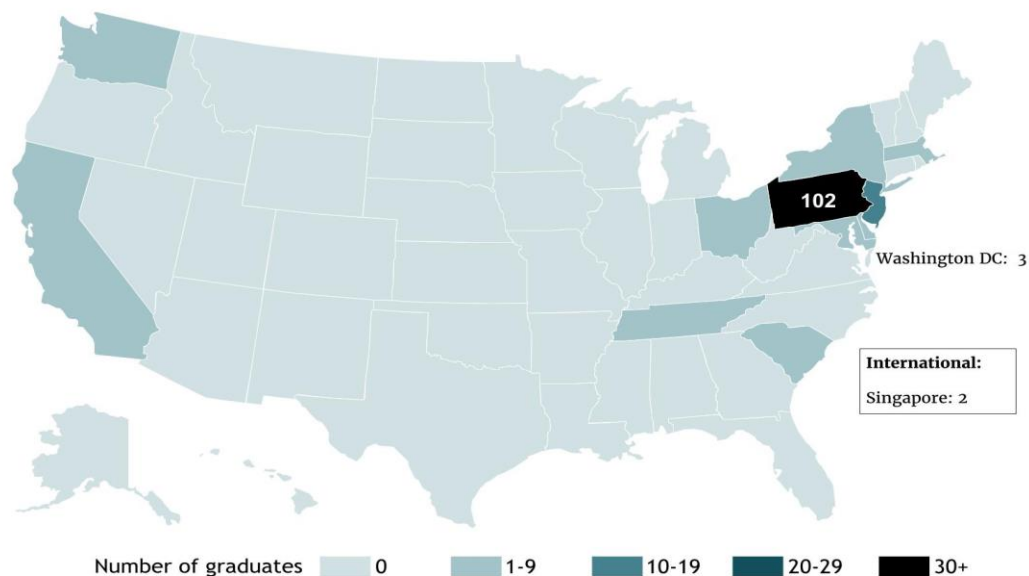 102
Washington DC: 3
International:
Singapore: 2
Number of graduates 0 1-9 10-19 20-29 30+